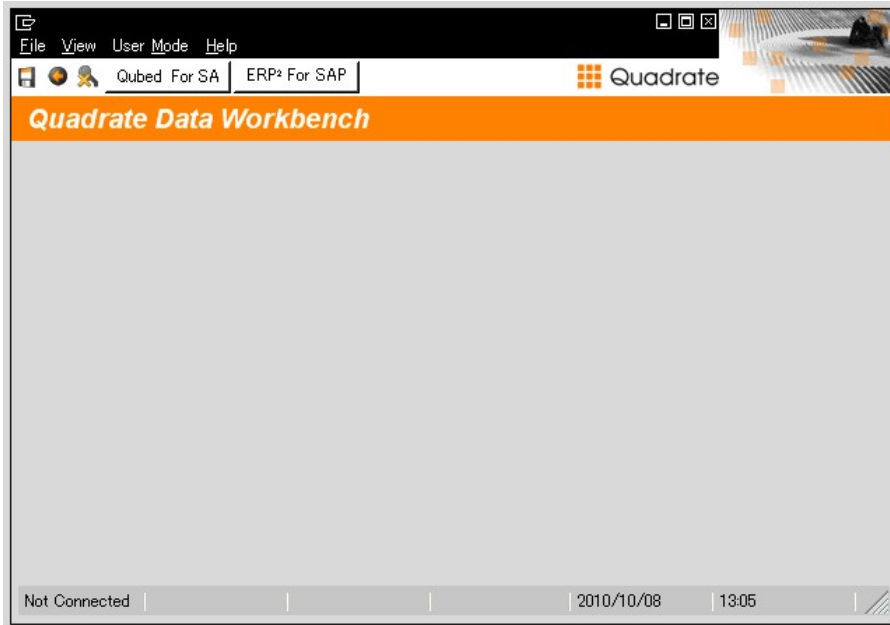 File View User Mode Help
Qubed For SA ERP² For SAP Quadrate
Quadrate Data Workbench
Not Connected 2010/10/08 13:05